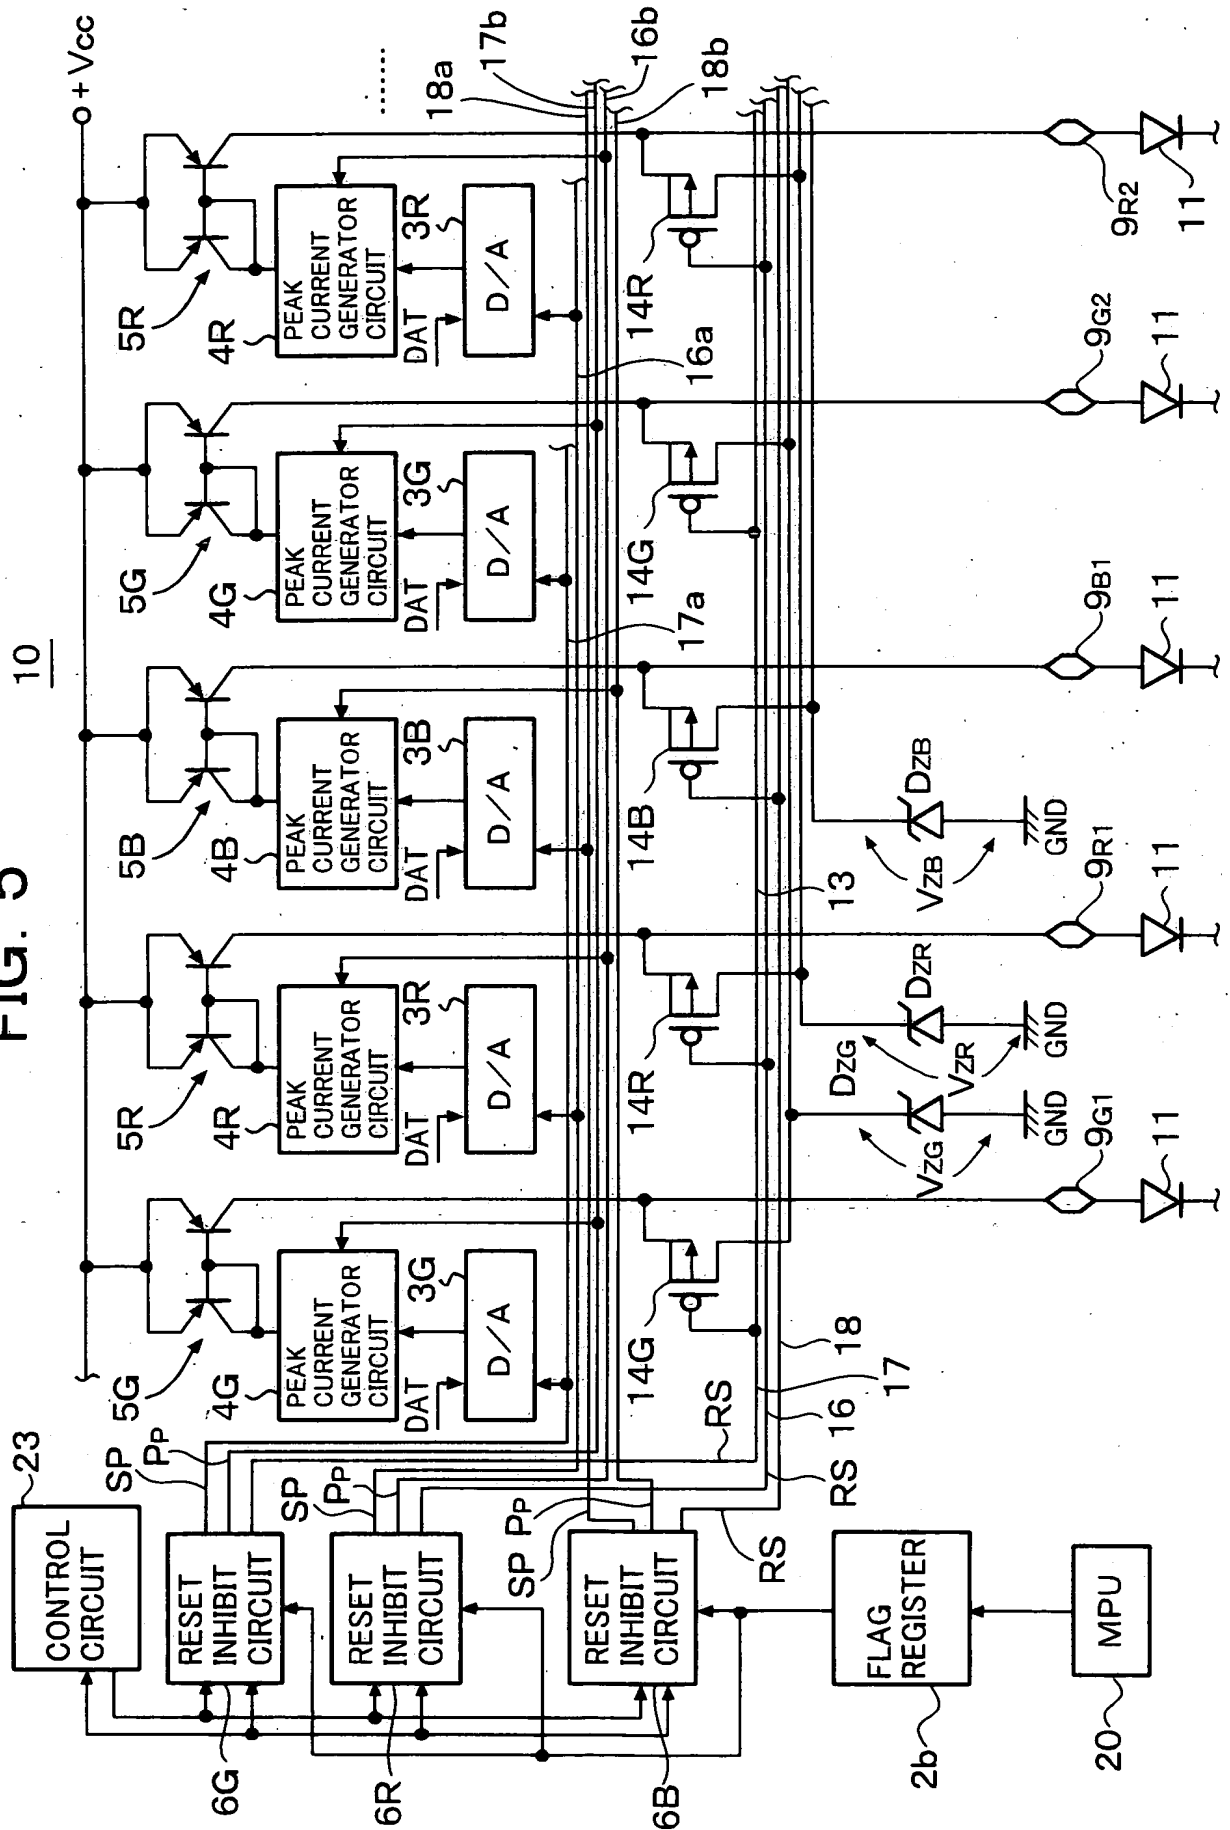 FIG. 5
10
+Vcc
......
5G
5R
5B
5G
5R
4G
PEAK
CURRENT
GENERATOR
CIRCUIT
4R
PEAK
CURRENT
GENERATOR
CIRCUIT
4B
PEAK
CURRENT
GENERATOR
CIRCUIT
4G
PEAK
CURRENT
GENERATOR
CIRCUIT
4R
PEAK
CURRENT
GENERATOR
CIRCUIT
DAT
D/A
3G
DAT
D/A
3R
DAT
D/A
3B
DAT
D/A
3G
DAT
D/A
3R
18a
17b
16b
18b
17a
16a
CONTROL
CIRCUIT
23
RESET
INHIBIT
CIRCUIT
6G
SP
PP
RS
RESET
INHIBIT
CIRCUIT
6R
SP
PP
RS
RESET
INHIBIT
CIRCUIT
6B
SP
PP
RS
14G
14R
14B
14G
14R
16
17
18
13
FLAG
REGISTER
2b
MPU
20
VZG
DZG
GND
VZR
DZR
GND
VZB
DZB
GND
9G1
9R1
9B1
9G2
9R2
11
11
11
11
11